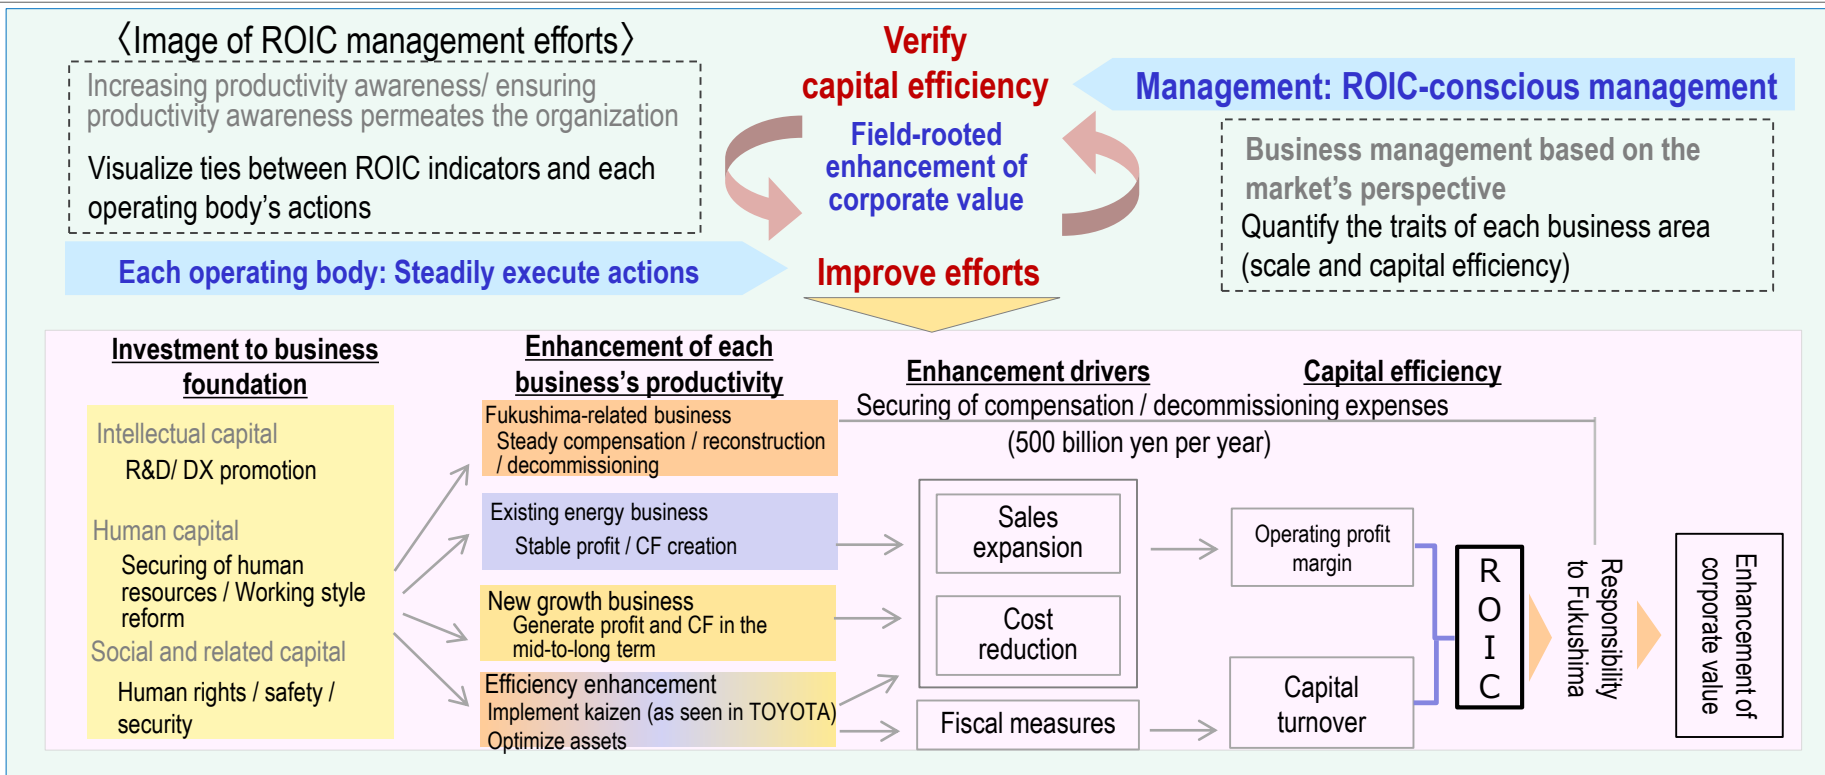 〈Image of ROIC management efforts〉
Increasing productivity awareness/ ensuring
productivity awareness permeates the organization
Visualize ties between ROIC indicators and each
operating body's actions
Each operating body: Steadily execute actions
Verify
capital efficiency
Field-rooted
enhancement of
corporate value
Improve efforts
Management: ROIC-conscious management
Business management based on the
market's perspective
Quantify the traits of each business area
(scale and capital efficiency)
Investment to business
foundation
Intellectual capital
R&D/ DX promotion
Human capital
Securing of human
resources / Working style
reform
Social and related capital
Human rights / safety /
security
Enhancement of each
business's productivity
Fukushima-related business
Steady compensation / reconstruction
/ decommissioning
Existing energy business
Stable profit / CF creation
New growth business
Generate profit and CF in the
mid-to-long term
Efficiency enhancement
Implement kaizen (as seen in TOYOTA)
Optimize assets
Enhancement drivers
Capital efficiency
Securing of compensation / decommissioning expenses
(500 billion yen per year)
Sales
expansion
Cost
reduction
Fiscal measures
Operating profit
margin
Capital
turnover
ROIC
Responsibility
to Fukushima
Enhancement of
corporate value